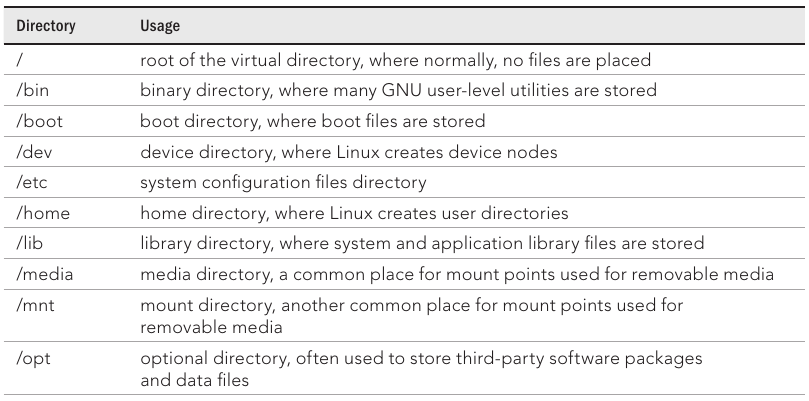 Directory Usage
/ root of the virtual directory, where normally, no files are placed
/bin binary directory, where many GNU user-level utilities are stored
/boot boot directory, where boot files are stored
/dev device directory, where Linux creates device nodes
/etc system configuration files directory
/home home directory, where Linux creates user directories
/lib library directory, where system and application library files are stored
/media media directory, a common place for mount points used for removable media
/mnt mount directory, another common place for mount points used for
removable media
/opt optional directory, often used to store third-party software packages
and data files